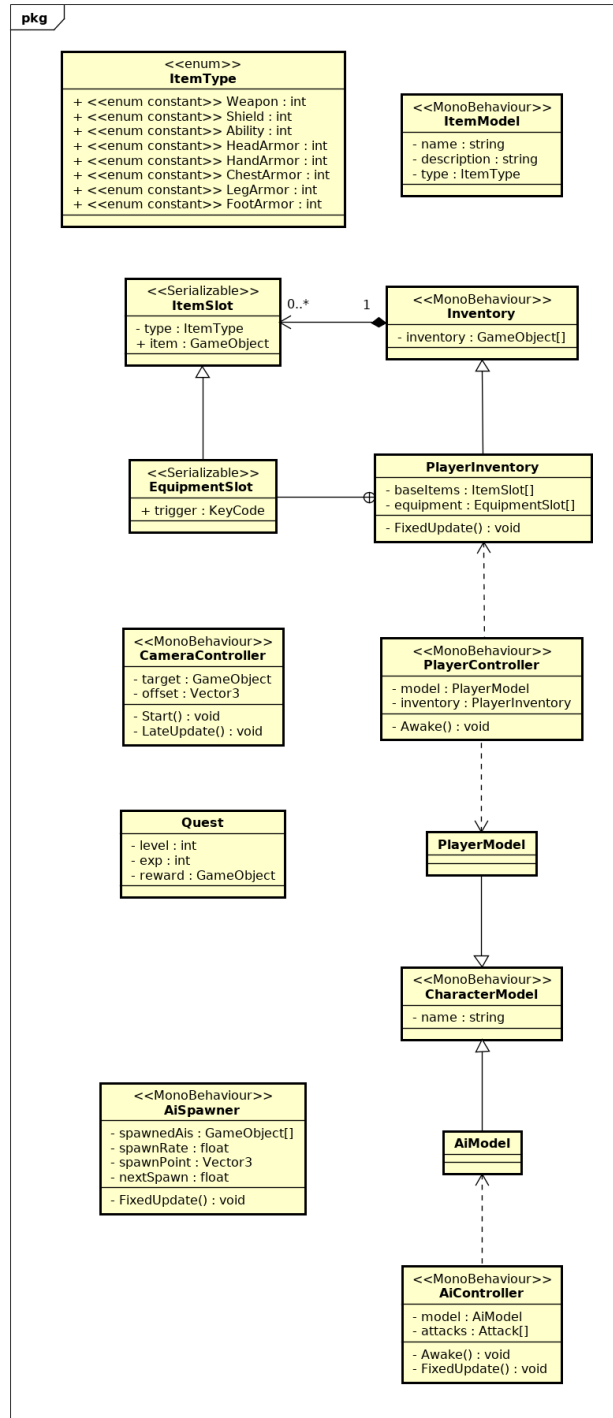 pkg
<<enum>>
ItemType
+ <<enum constant>> Weapon : int
+ <<enum constant>> Shield : int
+ <<enum constant>> Ability : int
+ <<enum constant>> HeadArmor : int
+ <<enum constant>> HandArmor : int
+ <<enum constant>> ChestArmor : int
+ <<enum constant>> LegArmor : int
+ <<enum constant>> FootArmor : int
<<MonoBehaviour>>
ItemModel
- name : string
- description : string
- type : ItemType
<<Serializable>>
ItemSlot
- type : ItemType
+ item : GameObject
0..*
1
<<MonoBehaviour>>
Inventory
- inventory : GameObject[]
<<Serializable>>
EquipmentSlot
+ trigger : KeyCode
PlayerInventory
- baseItems : ItemSlot[]
- equipment : EquipmentSlot[]
- FixedUpdate() : void
<<MonoBehaviour>>
CameraController
- target : GameObject
- offset : Vector3
- Start() : void
- LateUpdate() : void
<<MonoBehaviour>>
PlayerController
- model : PlayerModel
- inventory : PlayerInventory
- Awake() : void
Quest
- level : int
- exp : int
- reward : GameObject
PlayerModel
<<MonoBehaviour>>
CharacterModel
- name : string
<<MonoBehaviour>>
AiSpawner
- spawnedAis : GameObject[]
- spawnRate : float
- spawnPoint : Vector3
- nextSpawn : float
- FixedUpdate() : void
AiModel
<<MonoBehaviour>>
AiController
- model : AiModel
- attacks : Attack[]
- Awake() : void
- FixedUpdate() : void